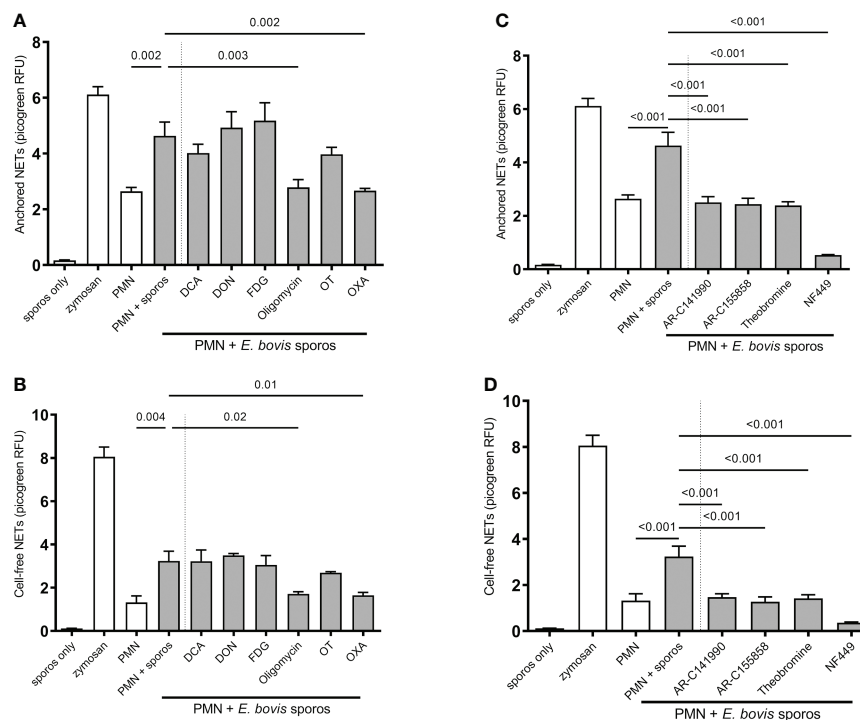 A
0.002
0.002
0.003
Anchored NETs (picogreen RFU)
8
6
4
2
0
sporos only
zymosan
PMN
PMN + sporos
DCA
DON
FDG
Oligomycin
OT
OXA
PMN + E. bovis sporos
C
<0.001
<0.001
<0.001
<0.001
<0.001
Anchored NETs (picogreen RFU)
8
6
4
2
0
sporos only
zymosan
PMN
PMN + sporos
AR-C141990
AR-C155858
Theobromine
NF449
PMN + E. bovis sporos
B
0.01
0.004
0.02
Cell-free NETs (picogreen RFU)
10
8
6
4
2
0
sporos only
zymosan
PMN
PMN + sporos
DCA
DON
FDG
Oligomycin
OT
OXA
PMN + E. bovis sporos
D
<0.001
<0.001
<0.001
<0.001
<0.001
Cell-free NETs (picogreen RFU)
10
8
6
4
2
0
sporos only
zymosan
PMN
PMN + sporos
AR-C141990
AR-C155858
Theobromine
NF449
PMN + E. bovis sporos